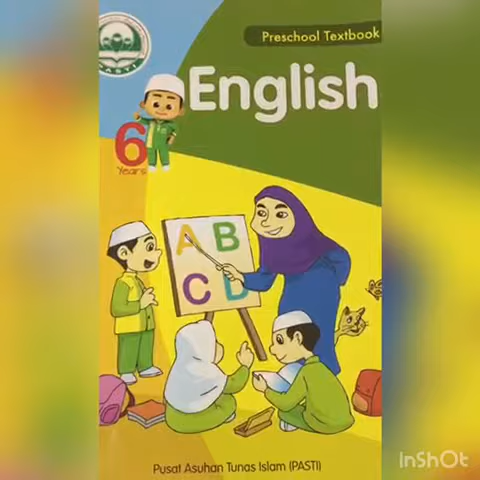 Preschool Textbook
PASTI
English
6
Years
A B
C D
Pusat Asuhan Tunas Islam (PASTI)
InShOt